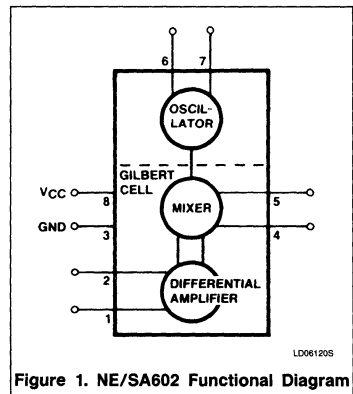 6 7
OSCIL-
LATOR
GILBERT
CELL
VCC 8
MIXER
5
GND 3
4
2
DIFFERENTIAL
AMPLIFIER
1
LD06120S
Figure 1. NE/SA602 Functional Diagram